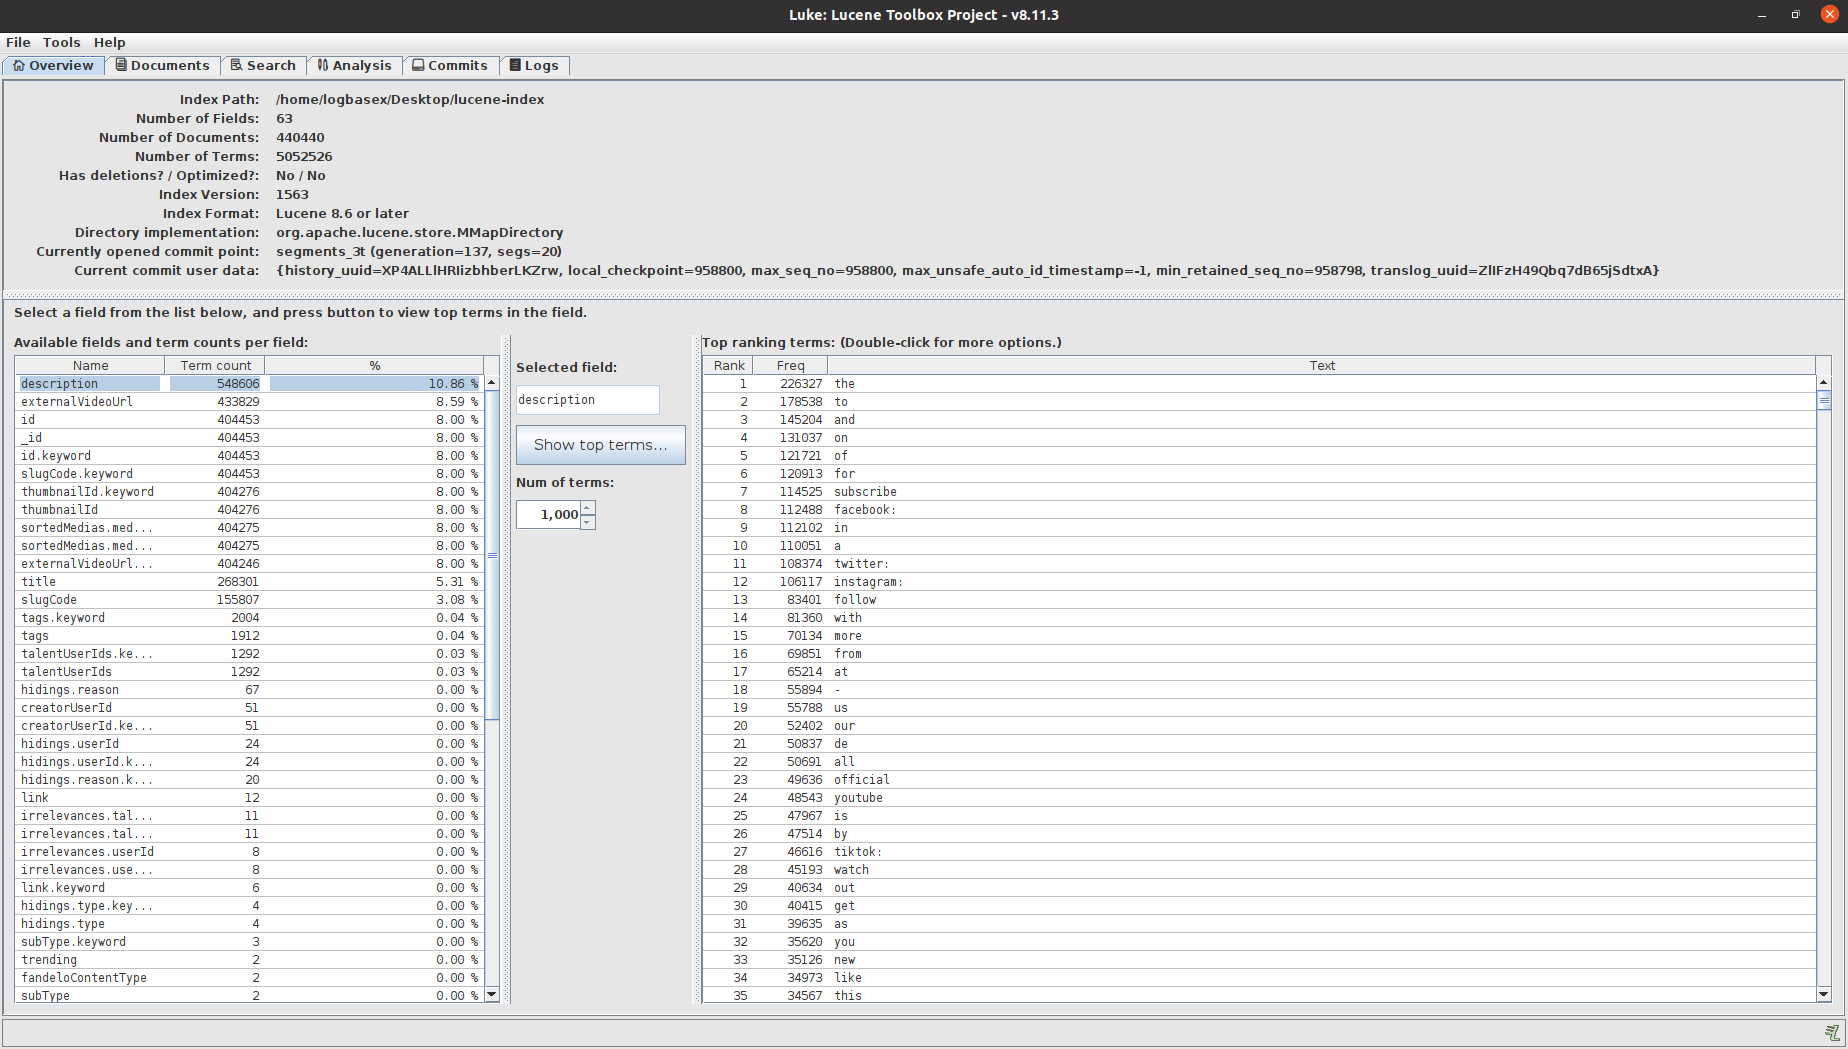 Luke: Lucene Toolbox Project - v8.11.3
File Tools Help
Overview Documents Search Analysis Commits Logs
Index Path: /home/logbasex/Desktop/lucene-index
Number of Fields: 63
Number of Documents: 440440
Number of Terms: 5052526
Has deletions? / Optimized?: No / No
Index Version: 1563
Index Format: Lucene 8.6 or later
Directory implementation: org.apache.lucene.store.MMapDirectory
Currently opened commit point: segments_3t (generation=137, segs=20)
Current commit user data: {history_uuid=XP4ALLlHRIizbhberLKZrw, local_checkpoint=958800, max_seq_no=958800, max_unsafe_auto_id_timestamp=-1, min_retained_seq_no=958798, translog_uuid=ZlIFzH49Qbq7dB65jSdtxA}
Select a field from the list below, and press button to view top terms in the field.
Available fields and term counts per field:
Name Term count %
description 548606 10.86 %
externalVideoUrl 433829 8.59 %
id 404453 8.00 %
_id 404453 8.00 %
id.keyword 404453 8.00 %
slugCode.keyword 404453 8.00 %
thumbnailId.keyword 404276 8.00 %
thumbnailId 404276 8.00 %
sortedMedias.med... 404275 8.00 %
sortedMedias.med... 404275 8.00 %
externalVideoUrl... 404246 8.00 %
title 268301 5.31 %
slugCode 155807 3.08 %
tags.keyword 2004 0.04 %
tags 1912 0.04 %
talentUserIds.ke... 1292 0.03 %
talentUserIds 1292 0.03 %
hidings.reason 67 0.00 %
creatorUserId 51 0.00 %
creatorUserId.ke... 51 0.00 %
hidings.userId 24 0.00 %
hidings.userId.k... 24 0.00 %
hidings.reason.k... 20 0.00 %
link 12 0.00 %
irrelevances.tal... 11 0.00 %
irrelevances.tal... 11 0.00 %
irrelevances.userId 8 0.00 %
irrelevances.use... 8 0.00 %
link.keyword 6 0.00 %
hidings.type.key... 4 0.00 %
hidings.type 4 0.00 %
subType.keyword 3 0.00 %
trending 2 0.00 %
fandeloContentType 2 0.00 %
subType 2 0.00 %
Selected field:
description
Show top terms...
Num of terms:
1,000
Top ranking terms: (Double-click for more options.)
Rank Freq Text
1 226327 the
2 178538 to
3 145204 and
4 131037 on
5 121721 of
6 120913 for
7 114525 subscribe
8 112488 facebook:
9 112102 in
10 110051 a
11 108374 twitter:
12 106117 instagram:
13 83401 follow
14 81360 with
15 70134 more
16 69851 from
17 65214 at
18 55894 -
19 55788 us
20 52402 our
21 50837 de
22 50691 all
23 49636 official
24 48543 youtube
25 47967 is
26 47514 by
27 46616 tiktok:
28 45193 watch
29 40634 out
30 40415 get
31 39635 as
32 35620 you
33 35126 new
34 34973 like
35 34567 this